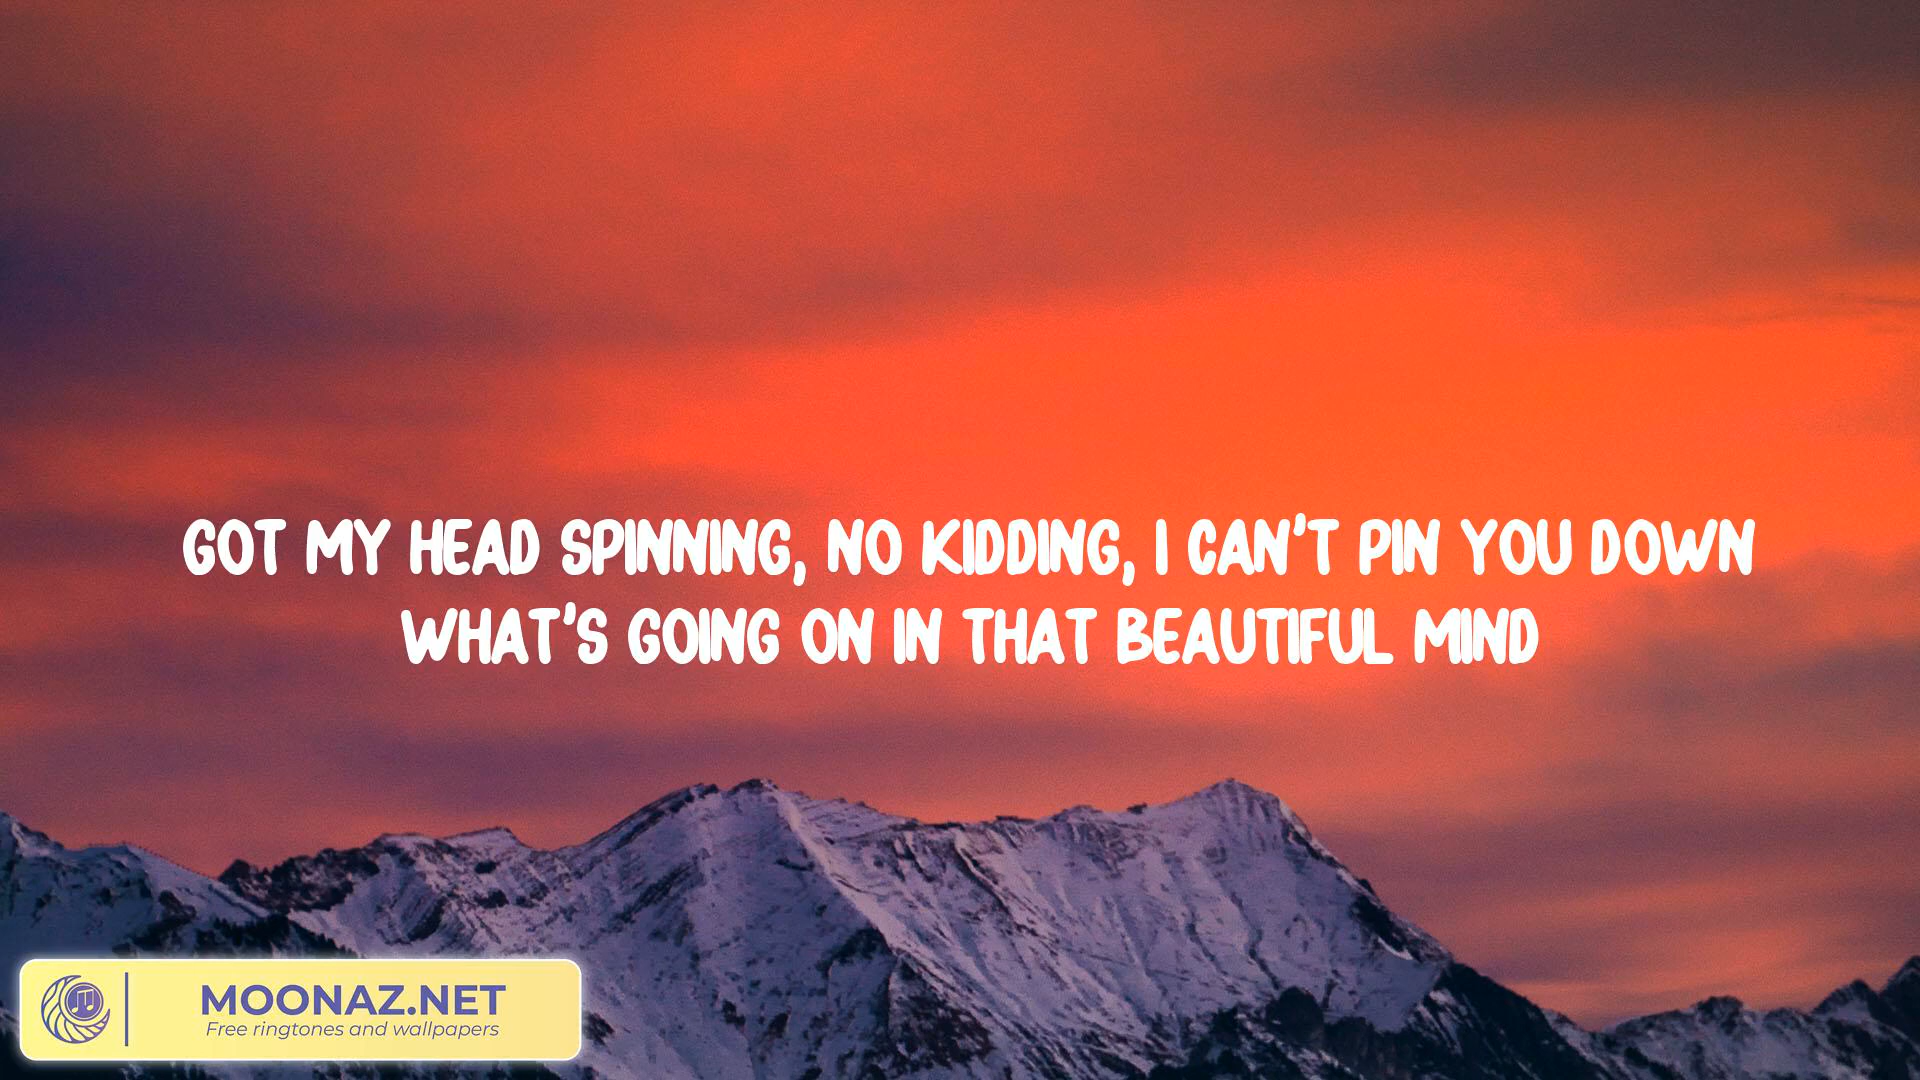 GOT MY HEAD SPINNING, NO KIDDING, I CAN'T PIN YOU DOWN
WHAT'S GOING ON IN THAT BEAUTIFUL MIND
MOONAZ.NET
Free ringtones and wallpapers